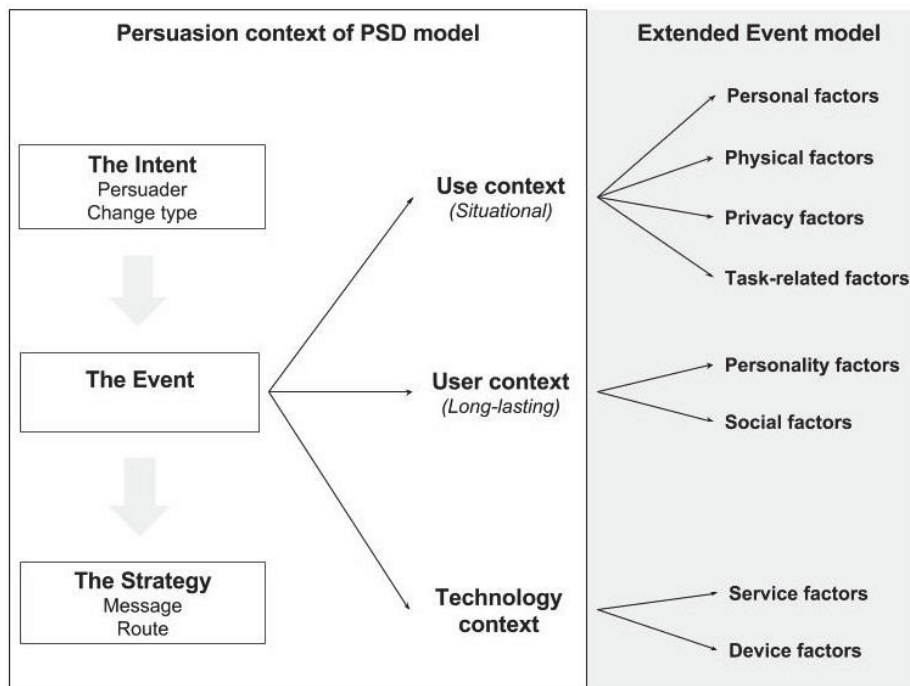 Persuasion context of PSD model
Extended Event model
The Intent
Persuader
Change type
The Event
The Strategy
Message
Route
Use context
(Situational)
User context
(Long-lasting)
Technology
context
Personal factors
Physical factors
Privacy factors
Task-related factors
Personality factors
Social factors
Service factors
Device factors